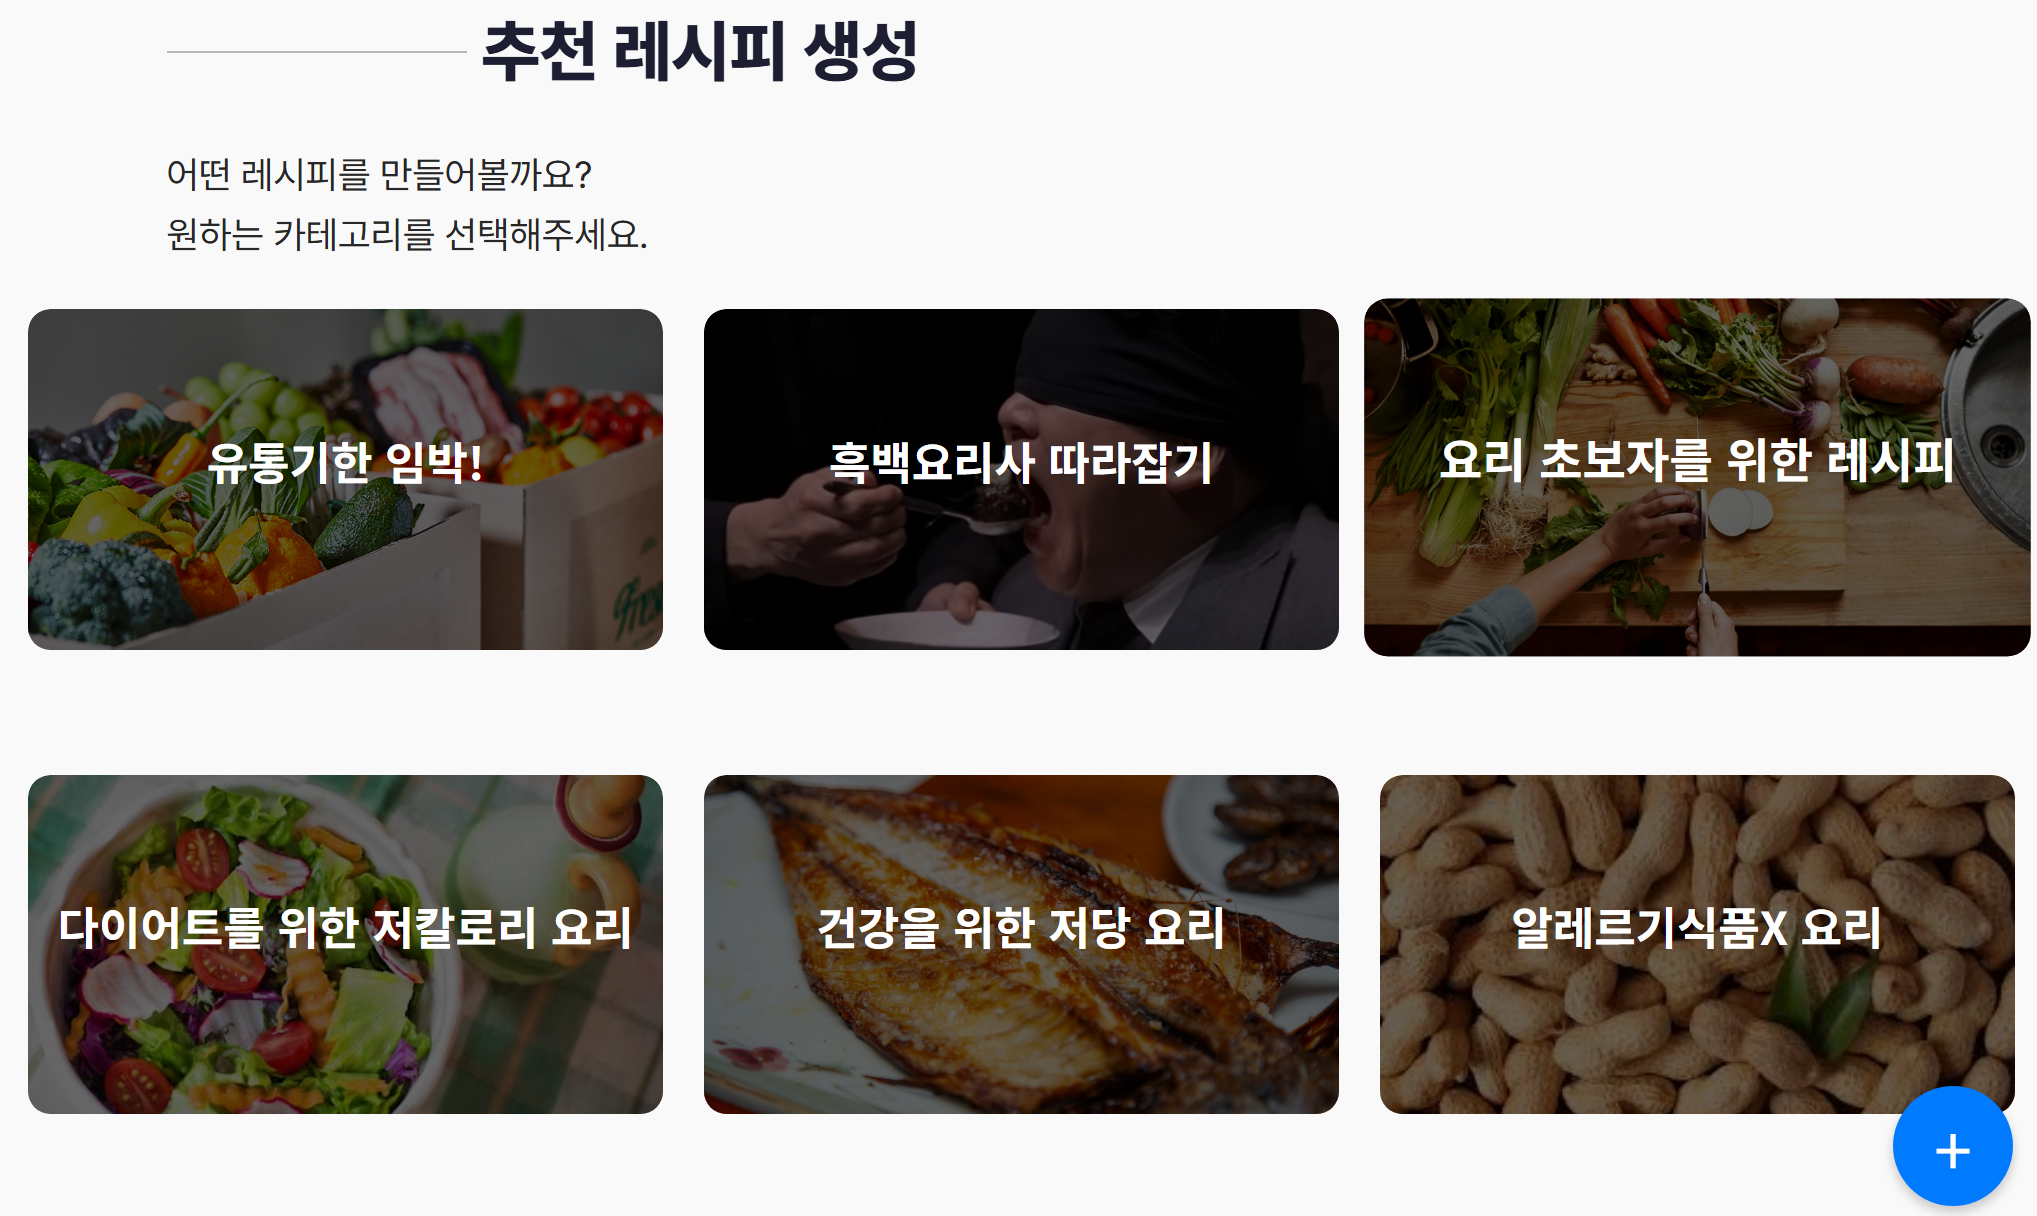 추천 레시피 생성
어떤 레시피를 만들어볼까요?
원하는 카테고리를 선택해주세요.
유통기한 임박!
흑백요리사 따라잡기
요리 초보자를 위한 레시피
다이어트를 위한 저칼로리 요리
건강을 위한 저당 요리
알레르기식품X 요리
+